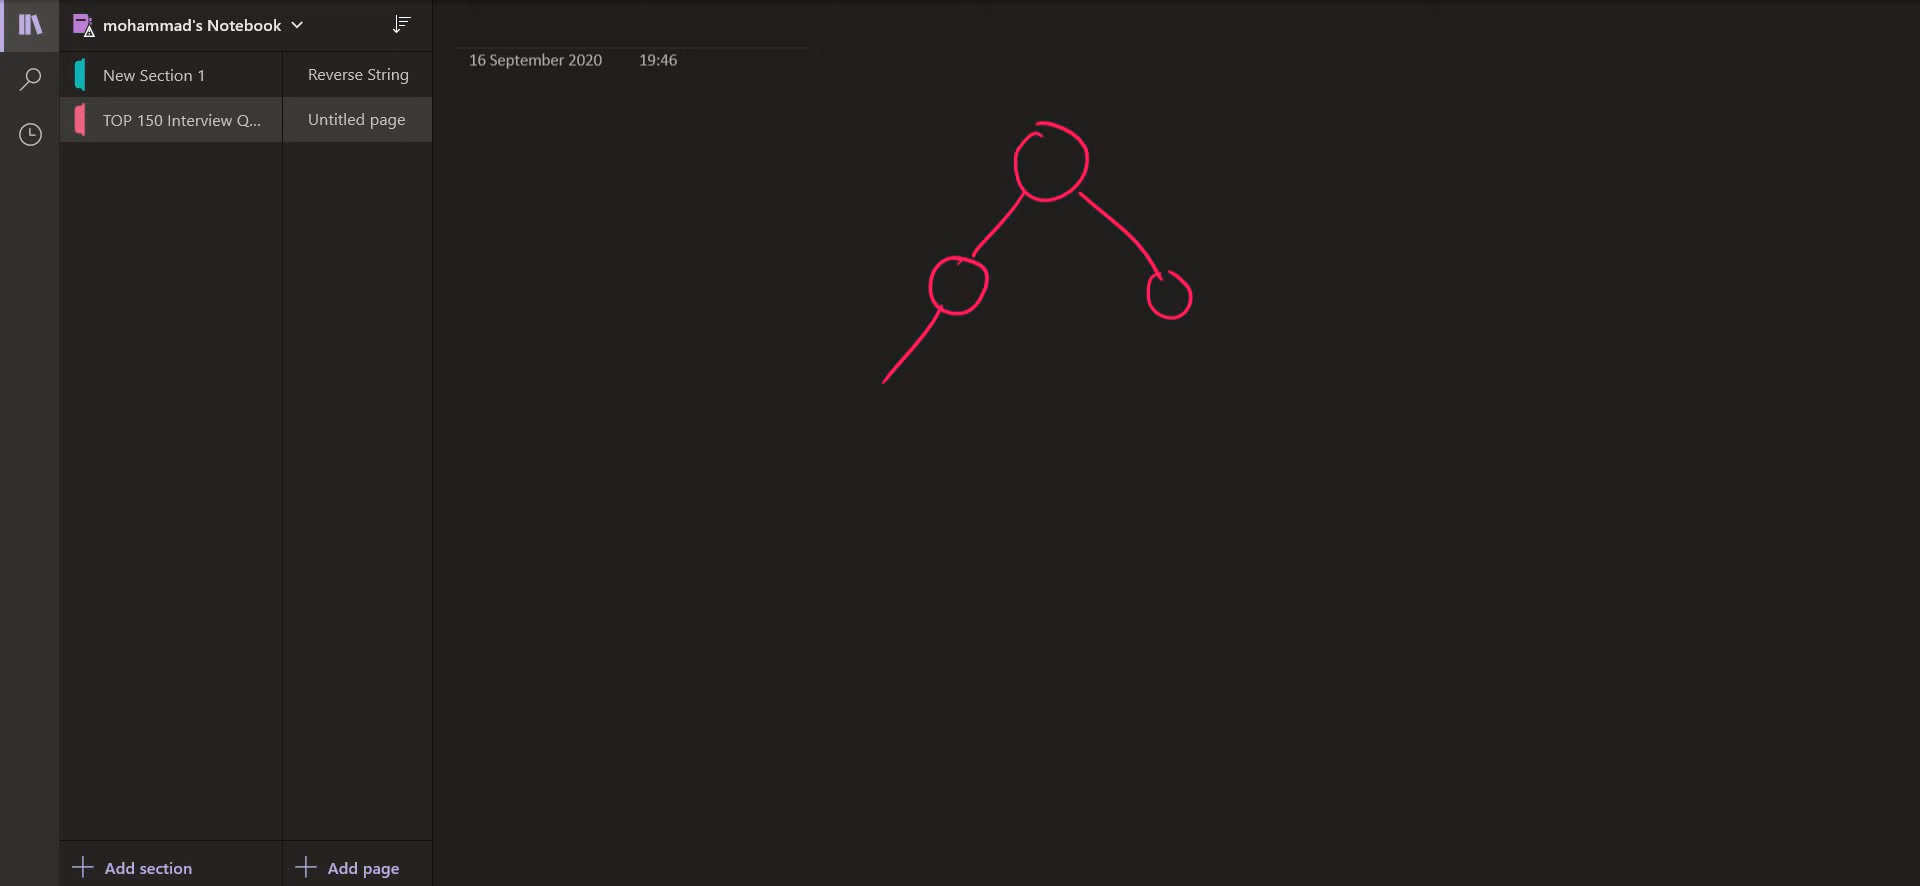 mohammad's Notebook
New Section 1
TOP 150 Interview Q...
Reverse String
Untitled page
16 September 2020 19:46
Add section
Add page